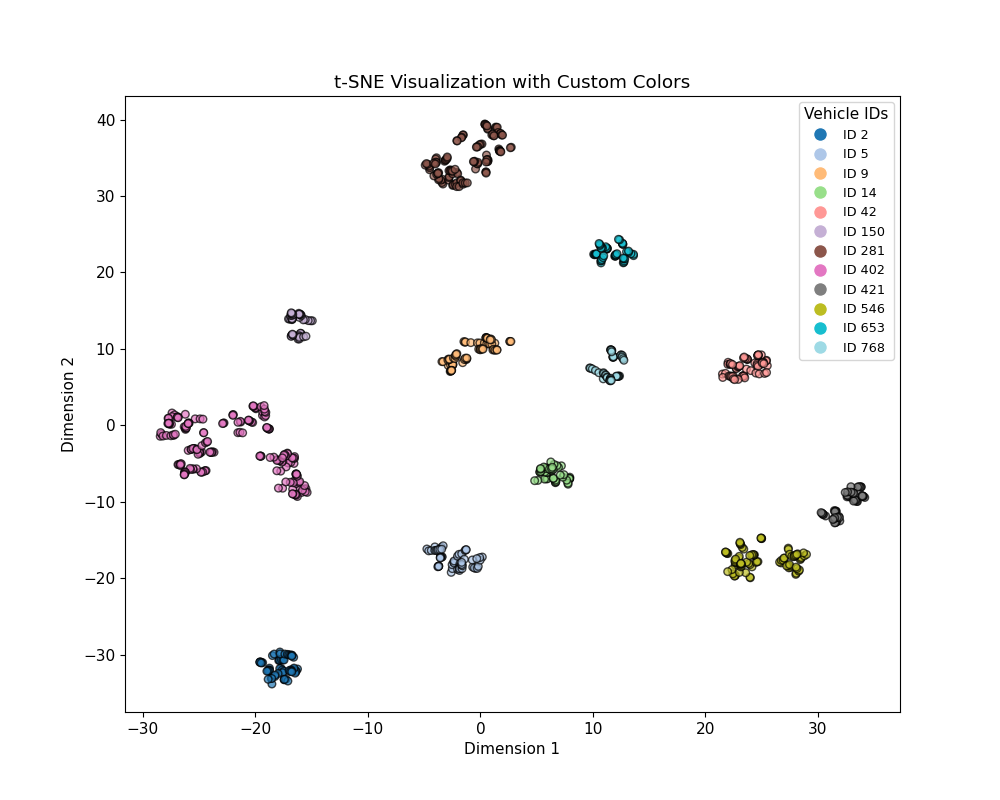 t-SNE Visualization with Custom Colors
Vehicle IDs
ID 2
ID 5
ID 9
ID 14
ID 42
ID 150
ID 281
ID 402
ID 421
ID 546
ID 653
ID 768
Dimension 2
40
30
20
10
0
−10
−20
−30
−30 −20 −10 0 10 20 30
Dimension 1